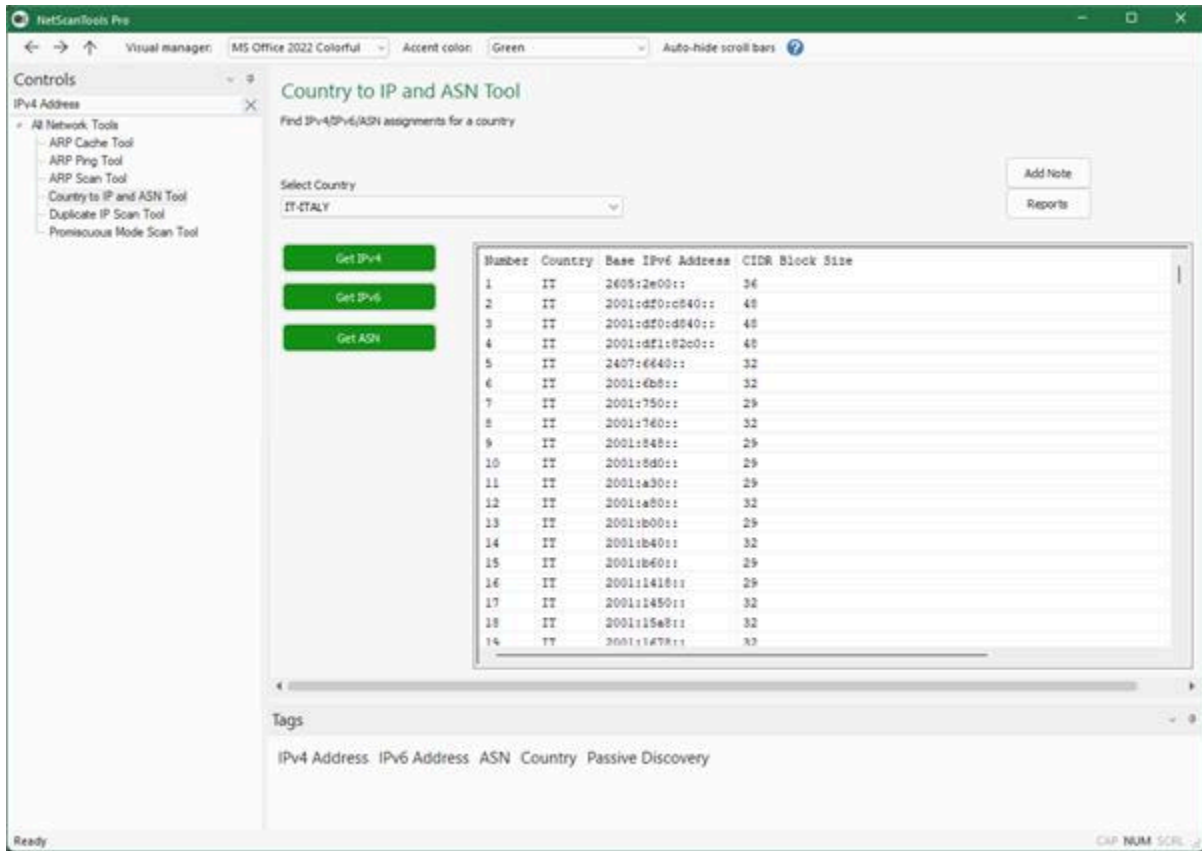 NetScanTools Pro
Visual manager: MS Office 2022 Colorful Accent color: Green Auto-hide scroll bars ?
Controls
IPv4 Address
All Network Tools
ARP Cache Tool
ARP Ping Tool
ARP Scan Tool
Country to IP and ASN Tool
Duplicate IP Scan Tool
Promiscuous Mode Scan Tool
Country to IP and ASN Tool
Find IPv4/IPv6/ASN assignments for a country
Select Country
IT-ITALY
Add Note
Reports
Get IPv4
Get IPv6
Get ASN
Number Country Base IPv6 Address CIDR Block Size
1 IT 2605:2e00:: 36
2 IT 2001:df0:c840:: 48
3 IT 2001:df0:d840:: 48
4 IT 2001:df1:82c0:: 48
5 IT 2407:6640:: 32
6 IT 2001:6b8:: 32
7 IT 2001:750:: 29
8 IT 2001:760:: 32
9 IT 2001:848:: 29
10 IT 2001:8d0:: 29
11 IT 2001:a30:: 29
12 IT 2001:a80:: 32
13 IT 2001:b00:: 29
14 IT 2001:b40:: 32
15 IT 2001:b60:: 29
16 IT 2001:1418:: 29
17 IT 2001:1450:: 32
18 IT 2001:15a8:: 32
19 IT 2001:1678:: 32
Tags
IPv4 Address IPv6 Address ASN Country Passive Discovery
Ready
CAP NUM SCRL